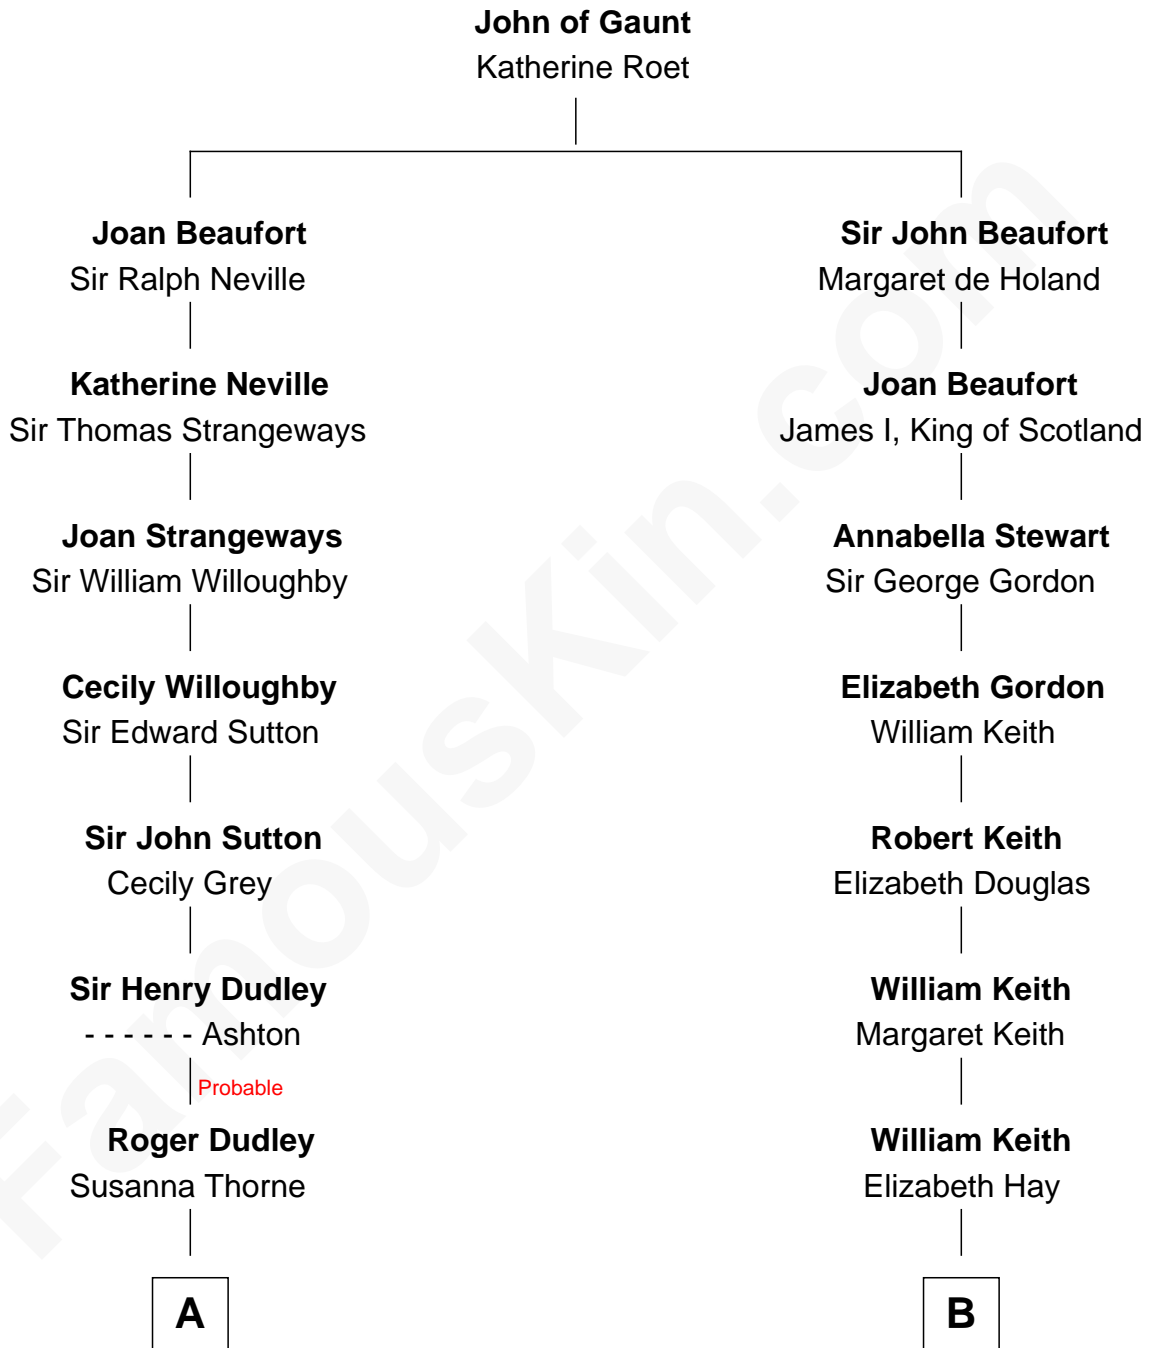 John of Gaunt
Katherine Roet
Joan Beaufort
Sir Ralph Neville
Sir John Beaufort
Margaret de Holand
Katherine Neville
Sir Thomas Strangeways
Joan Beaufort
James I, King of Scotland
Joan Strangeways
Sir William Willoughby
Annabella Stewart
Sir George Gordon
Cecily Willoughby
Sir Edward Sutton
Elizabeth Gordon
William Keith
Sir John Sutton
Cecily Grey
Robert Keith
Elizabeth Douglas
Sir Henry Dudley
- - - - - - Ashton
William Keith
Margaret Keith
Probable
Roger Dudley
Susanna Thorne
William Keith
Elizabeth Hay
A
B
FamousKin.com